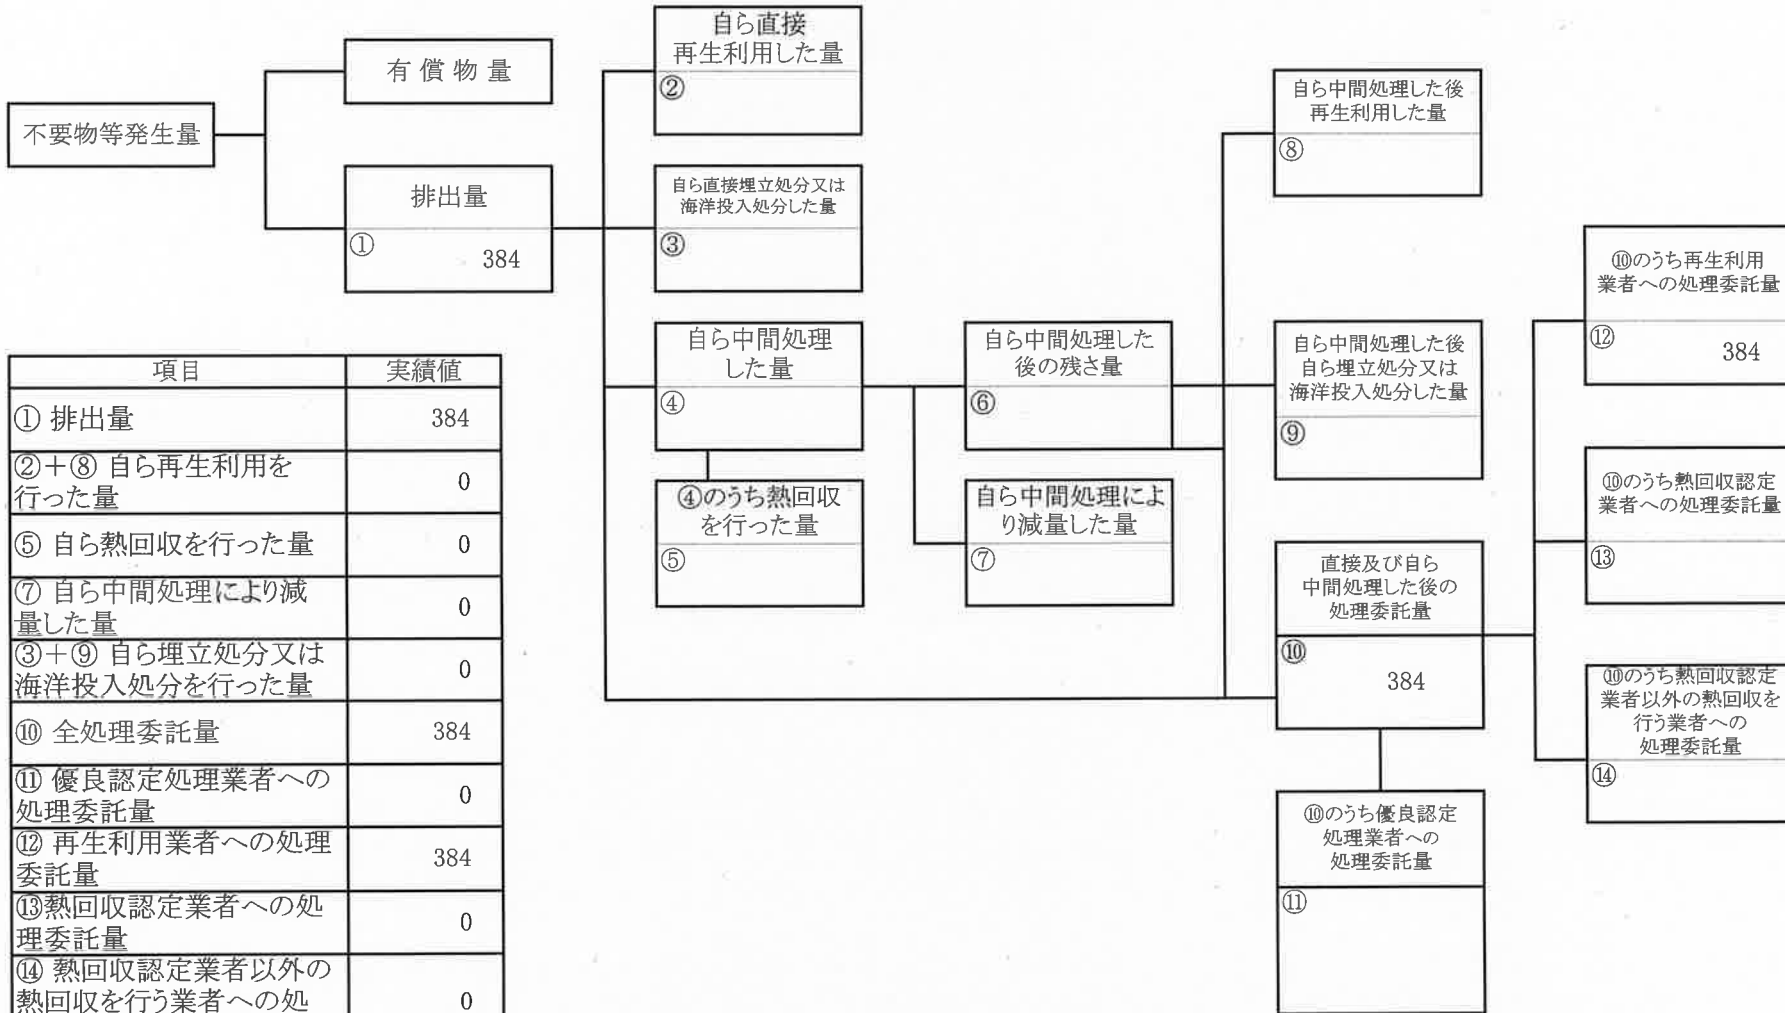 不要物等発生量
有償物量
排出量
①
384
自ら直接
再生利用した量
②
自ら直接埋立処分又は
海洋投入処分した量
③
自ら中間処理
した量
④
④のうち熱回収
を行った量
⑤
自ら中間処理した
後の残さ量
⑥
自ら中間処理によ
り減量した量
⑦
自ら中間処理した後
再生利用した量
⑧
自ら中間処理した後
自ら埋立処分又は
海洋投入処分した量
⑨
直接及び自ら
中間処理した後の
処理委託量
⑩
384
⑩のうち優良認定
処理業者への
処理委託量
⑪
⑩のうち再生利用
業者への処理委託量
⑫
384
⑩のうち熱回収認定
業者への処理委託量
⑬
⑩のうち熱回収認定
業者以外の熱回収を
行う業者への
処理委託量
⑭
項目 実績値
① 排出量 384
②+⑧ 自ら再生利用を
行った量 0
⑤ 自ら熱回収を行った量 0
⑦ 自ら中間処理により減
量した量 0
③+⑨ 自ら埋立処分又は
海洋投入処分を行った量 0
⑩ 全処理委託量 384
⑪ 優良認定処理業者への
処理委託量 0
⑫ 再生利用業者への処理
委託量 384
⑬熱回収認定業者への処
理委託量 0
⑭ 熱回収認定業者以外の
熱回収を行う業者への処 0